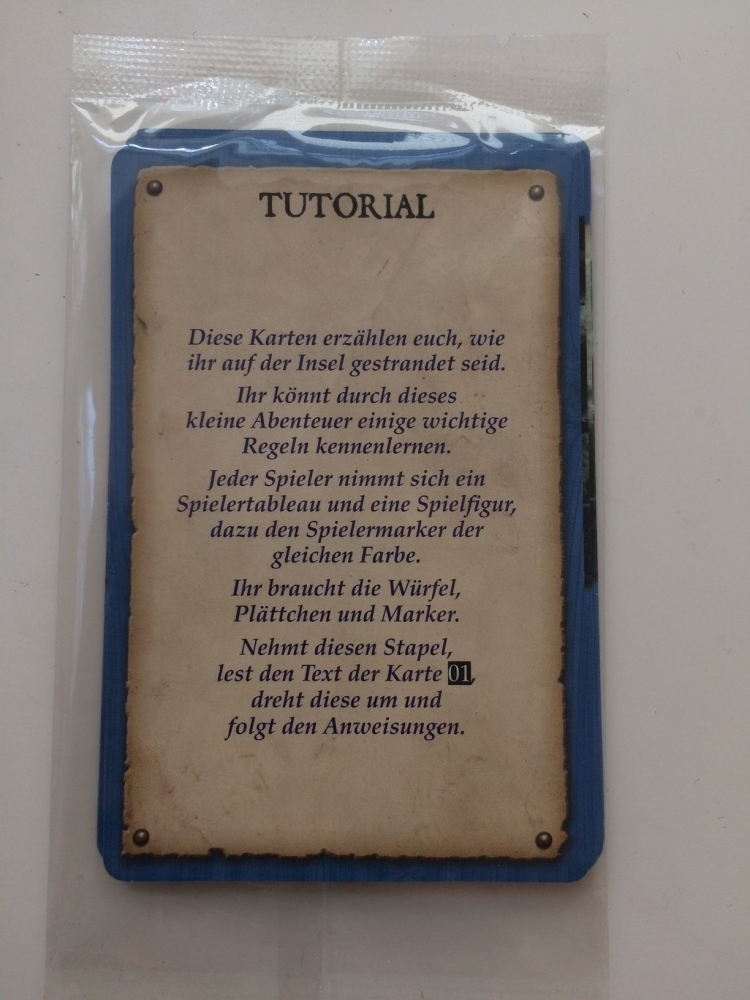 TUTORIAL
Diese Karten erzählen euch, wie
ihr auf der Insel gestrandet seid.
Ihr könnt durch dieses
kleine Abenteuer einige wichtige
Regeln kennenlernen.
Jeder Spieler nimmt sich ein
Spielertableau und eine Spielfigur,
dazu den Spielermarker der
gleichen Farbe.
Ihr braucht die Würfel,
Plättchen und Marker.
Nehmt diesen Stapel,
lest den Text der Karte 01,
dreht diese um und
folgt den Anweisungen.